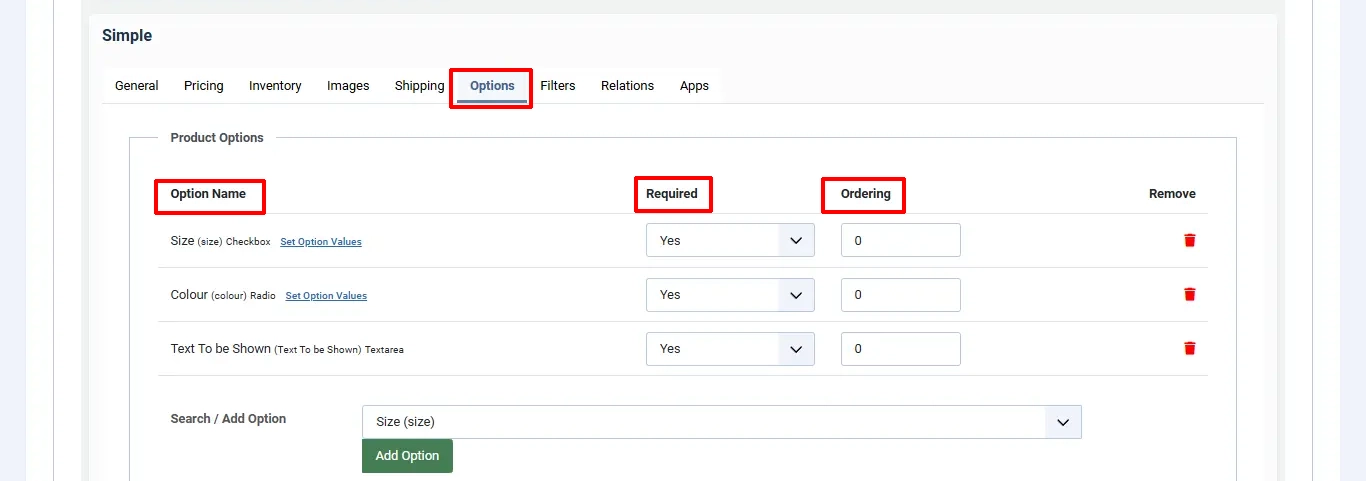 Simple
General Pricing Inventory Images Shipping Options Filters Relations Apps
Product Options
Option Name Required Ordering Remove
Size (size) Checkbox Set Option Values Yes 0
Colour (colour) Radio Set Option Values Yes 0
Text To be Shown (Text To be Shown) Textarea Yes 0
Search / Add Option Size (size)
Add Option